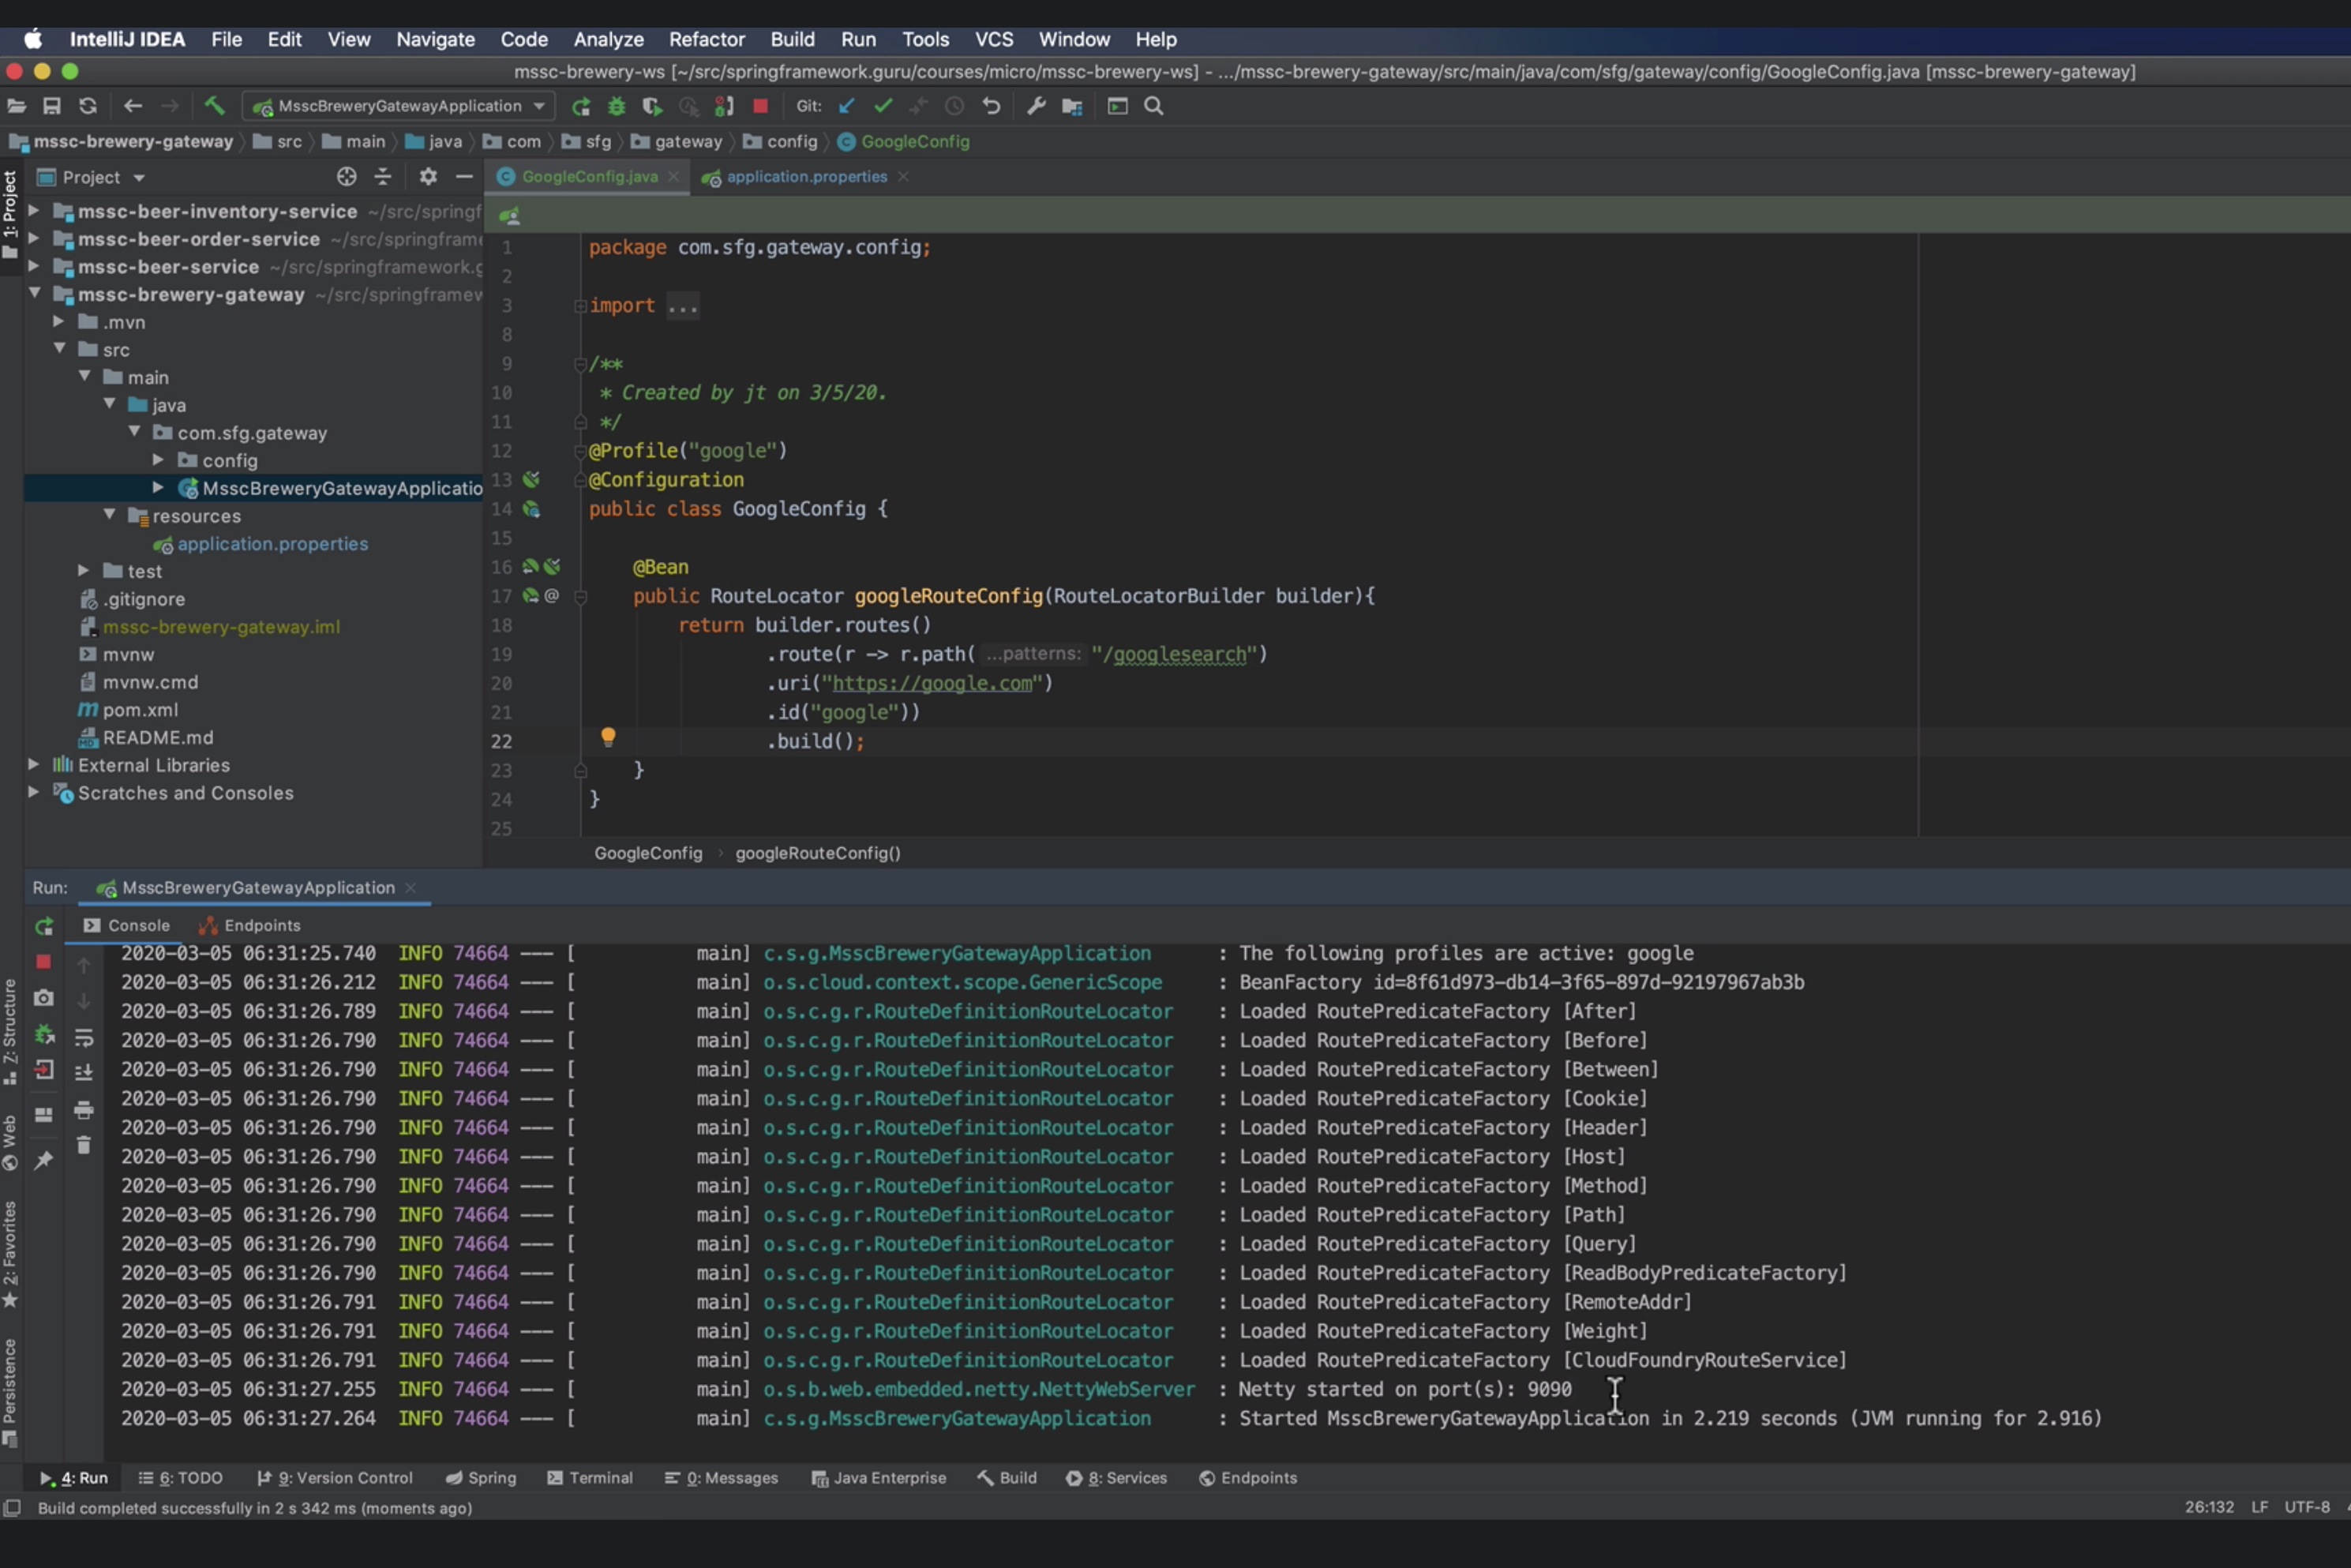 IntelliJ IDEA File Edit View Navigate Code Analyze Refactor Build Run Tools VCS Window Help
mssc-brewery-ws [~/src/springframework.guru/courses/micro/mssc-brewery-ws] - .../mssc-brewery-gateway/src/main/java/com/sfg/gateway/config/GoogleConfig.java [mssc-brewery-gateway]
MsscBreweryGatewayApplication Git:
mssc-brewery-gateway src main java com sfg gateway config GoogleConfig
1: Project
Project
GoogleConfig.java application.properties
mssc-beer-inventory-service ~/src/springf
mssc-beer-order-service ~/src/springframe
mssc-beer-service ~/src/springframework.g
mssc-brewery-gateway ~/src/springframew
.mvn
src
main
java
com.sfg.gateway
config
MsscBreweryGatewayApplicatio
resources
application.properties
test
.gitignore
mssc-brewery-gateway.iml
mvnw
mvnw.cmd
pom.xml
README.md
External Libraries
Scratches and Consoles
1 package com.sfg.gateway.config;
2
3 import ...
8
9 /**
10 * Created by jt on 3/5/20.
11 */
12 @Profile("google")
13 @Configuration
14 public class GoogleConfig {
15
16 @Bean
17 @ public RouteLocator googleRouteConfig(RouteLocatorBuilder builder){
18 return builder.routes()
19 .route(r -> r.path( ...patterns: "/googlesearch")
20 .uri("https://google.com")
21 .id("google"))
22 .build();
23 }
24 }
25
GoogleConfig › googleRouteConfig()
Run: MsscBreweryGatewayApplication
Console Endpoints
2020-03-05 06:31:25.740 INFO 74664 --- [ main] c.s.g.MsscBreweryGatewayApplication : The following profiles are active: google
2020-03-05 06:31:26.212 INFO 74664 --- [ main] o.s.cloud.context.scope.GenericScope : BeanFactory id=8f61d973-db14-3f65-897d-92197967ab3b
2020-03-05 06:31:26.789 INFO 74664 --- [ main] o.s.c.g.r.RouteDefinitionRouteLocator : Loaded RoutePredicateFactory [After]
2020-03-05 06:31:26.790 INFO 74664 --- [ main] o.s.c.g.r.RouteDefinitionRouteLocator : Loaded RoutePredicateFactory [Before]
2020-03-05 06:31:26.790 INFO 74664 --- [ main] o.s.c.g.r.RouteDefinitionRouteLocator : Loaded RoutePredicateFactory [Between]
2020-03-05 06:31:26.790 INFO 74664 --- [ main] o.s.c.g.r.RouteDefinitionRouteLocator : Loaded RoutePredicateFactory [Cookie]
2020-03-05 06:31:26.790 INFO 74664 --- [ main] o.s.c.g.r.RouteDefinitionRouteLocator : Loaded RoutePredicateFactory [Header]
2020-03-05 06:31:26.790 INFO 74664 --- [ main] o.s.c.g.r.RouteDefinitionRouteLocator : Loaded RoutePredicateFactory [Host]
2020-03-05 06:31:26.790 INFO 74664 --- [ main] o.s.c.g.r.RouteDefinitionRouteLocator : Loaded RoutePredicateFactory [Method]
2020-03-05 06:31:26.790 INFO 74664 --- [ main] o.s.c.g.r.RouteDefinitionRouteLocator : Loaded RoutePredicateFactory [Path]
2020-03-05 06:31:26.790 INFO 74664 --- [ main] o.s.c.g.r.RouteDefinitionRouteLocator : Loaded RoutePredicateFactory [Query]
2020-03-05 06:31:26.790 INFO 74664 --- [ main] o.s.c.g.r.RouteDefinitionRouteLocator : Loaded RoutePredicateFactory [ReadBodyPredicateFactory]
2020-03-05 06:31:26.791 INFO 74664 --- [ main] o.s.c.g.r.RouteDefinitionRouteLocator : Loaded RoutePredicateFactory [RemoteAddr]
2020-03-05 06:31:26.791 INFO 74664 --- [ main] o.s.c.g.r.RouteDefinitionRouteLocator : Loaded RoutePredicateFactory [Weight]
2020-03-05 06:31:26.791 INFO 74664 --- [ main] o.s.c.g.r.RouteDefinitionRouteLocator : Loaded RoutePredicateFactory [CloudFoundryRouteService]
2020-03-05 06:31:27.255 INFO 74664 --- [ main] o.s.b.web.embedded.netty.NettyWebServer : Netty started on port(s): 9090
2020-03-05 06:31:27.264 INFO 74664 --- [ main] c.s.g.MsscBreweryGatewayApplication : Started MsscBreweryGatewayApplication in 2.219 seconds (JVM running for 2.916)
7: Structure
Web
2: Favorites
Persistence
4: Run 6: TODO 9: Version Control Spring Terminal 0: Messages Java Enterprise Build 8: Services Endpoints
Build completed successfully in 2 s 342 ms (moments ago) 26:132 LF UTF-8